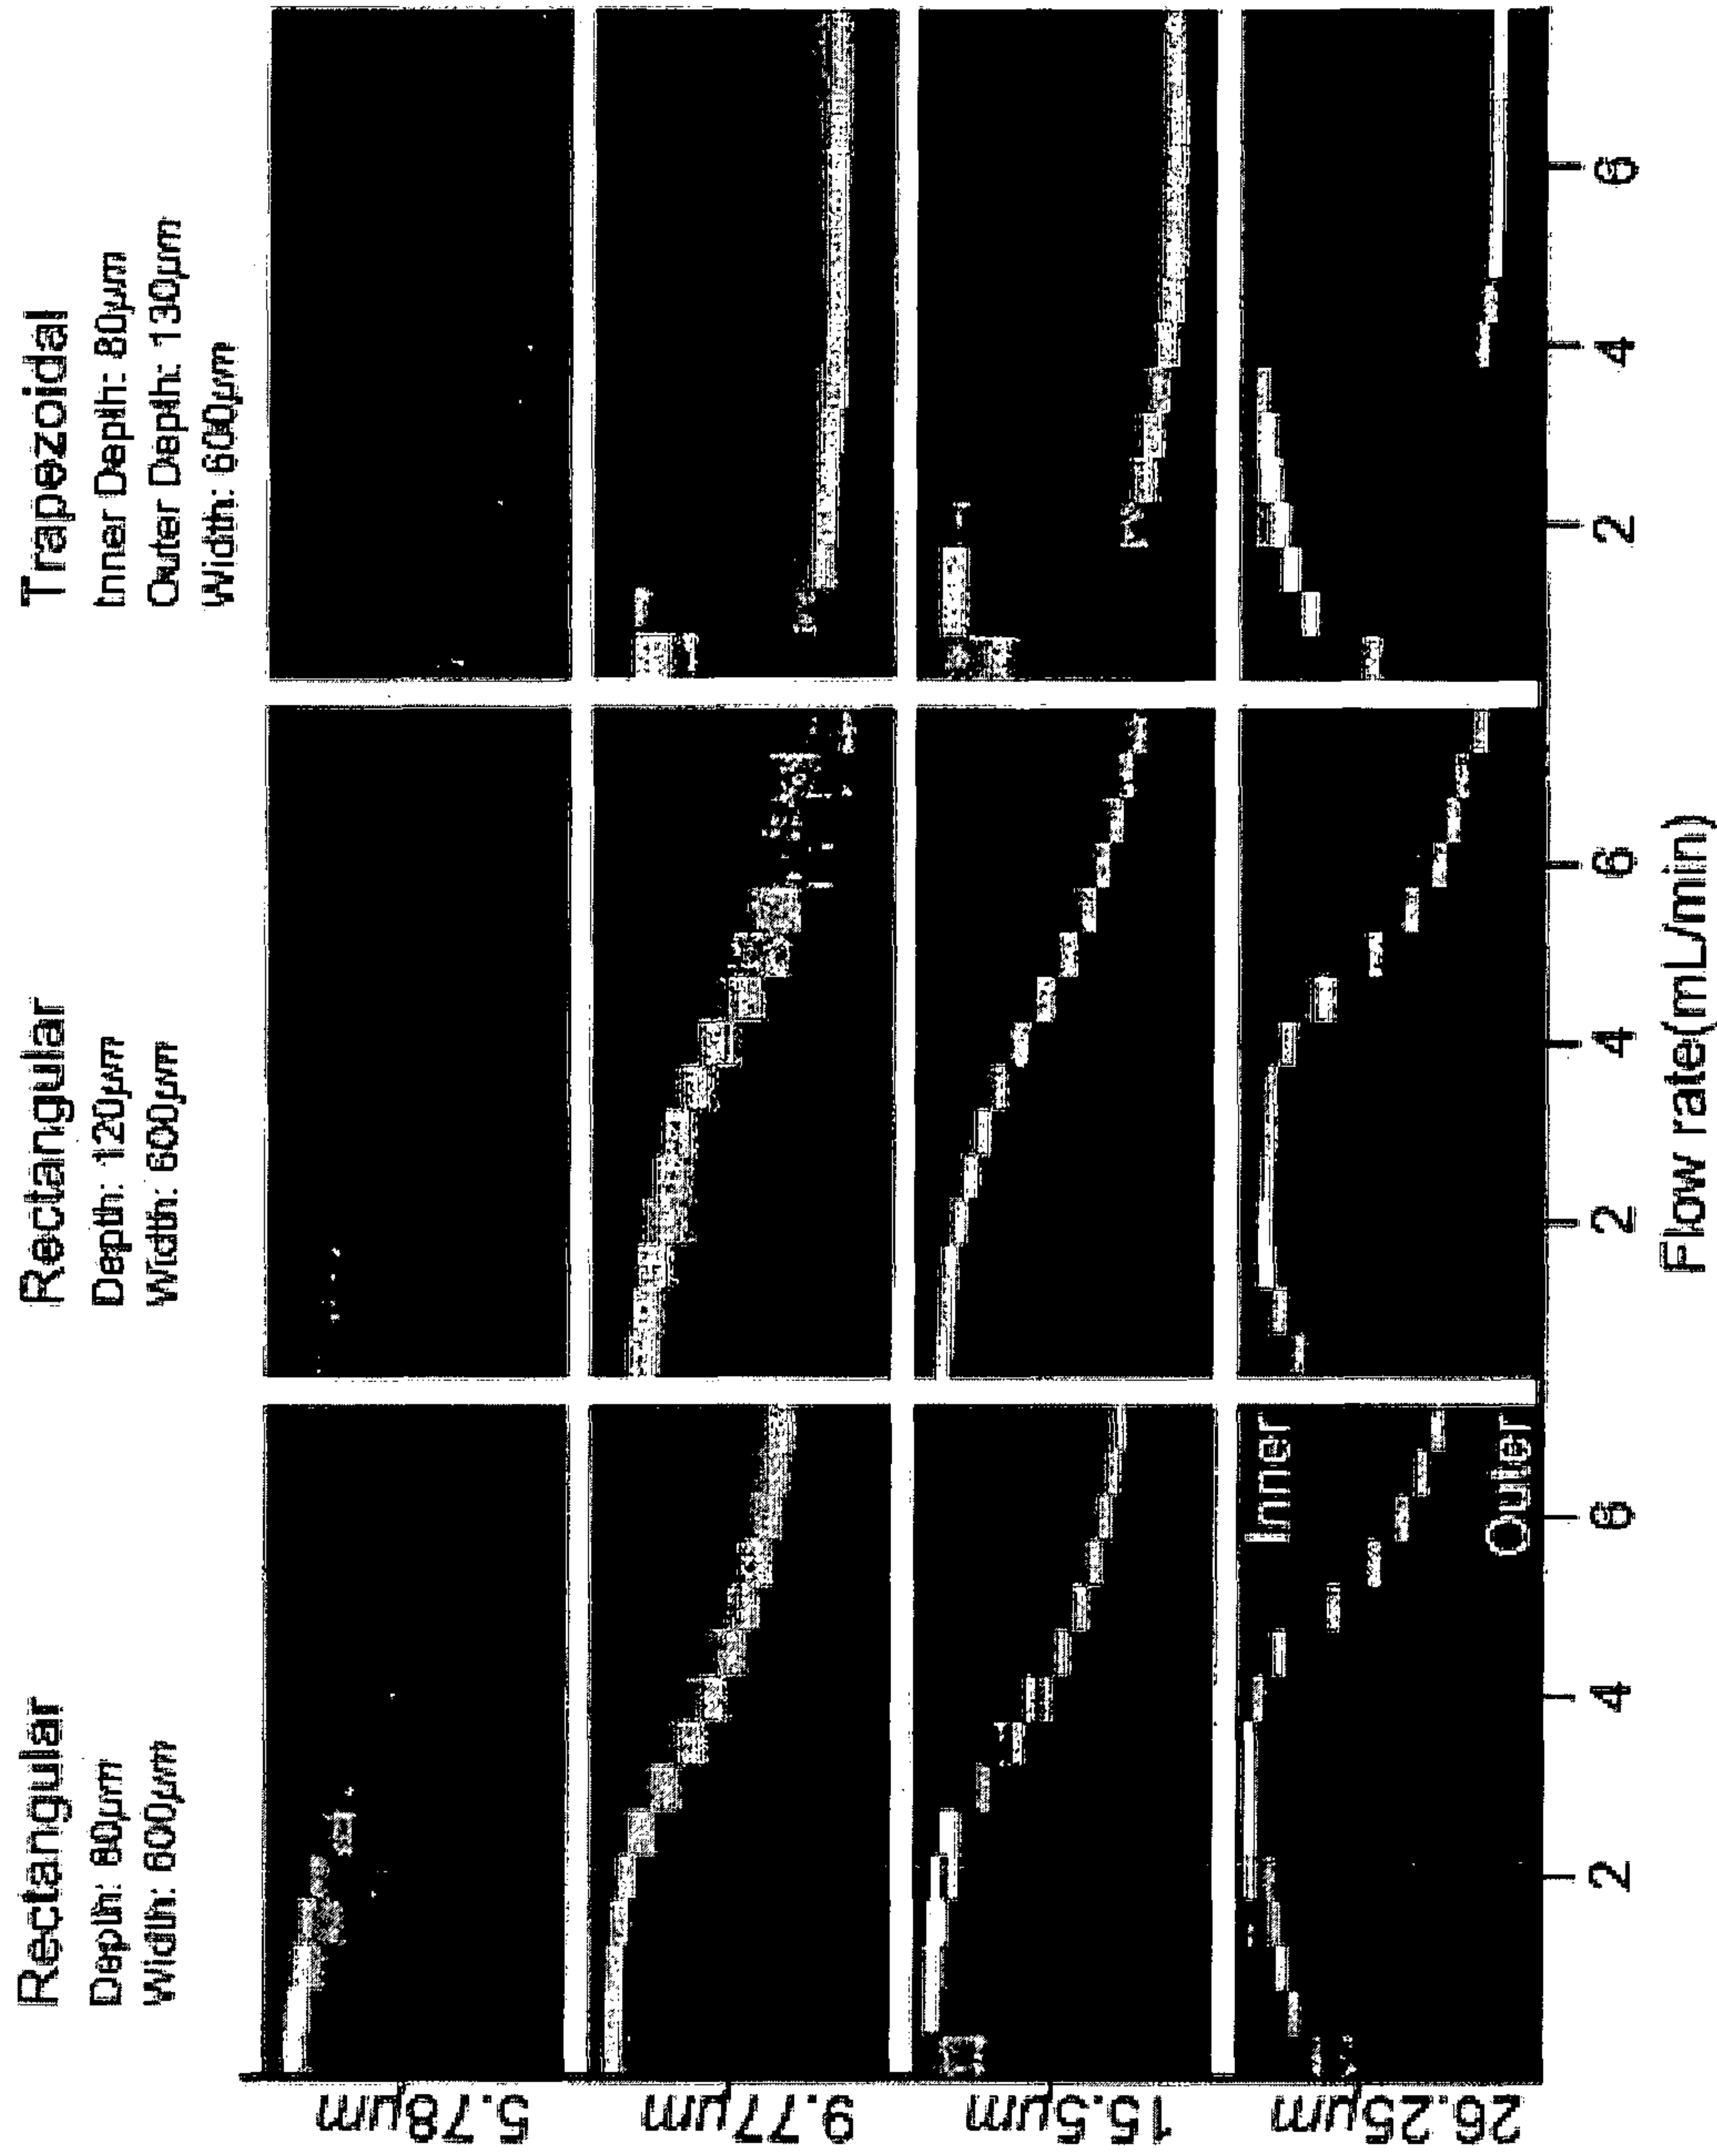 Rectangular
Depth: 80µm
Width: 600µm
Rectangular
Depth: 120µm
Width: 600µm
Trapezoidal
Inner Depth: 80µm
Outer Depth: 130µm
Width: 600µm
5.78µm
9.77µm
15.5µm
26.25µm
Inner
Outer
2 4 6
2 4 6
2 4 6
Flow rate(mL/min)